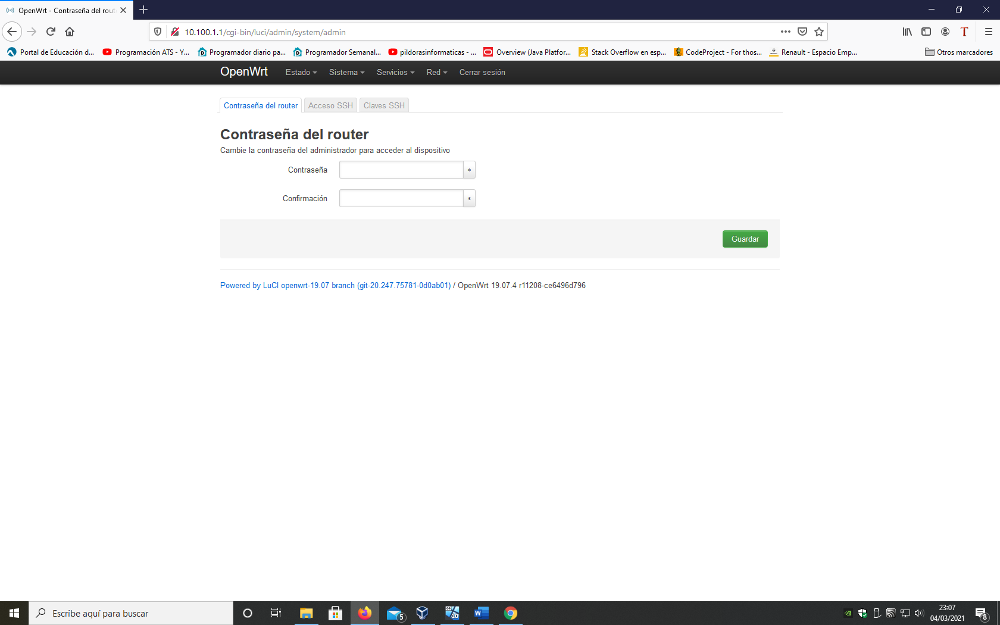 OpenWrt - Contraseña del rout
10.100.1.1/cgi-bin/luci/admin/system/admin
Portal de Educación d...
Programación ATS - Y...
Programador diario pa...
Programador Semanal...
pildorasinformaticas - ...
Overview (Java Platfor...
Stack Overflow en esp...
CodeProject - For thos...
Renault - Espacio Emp...
Otros marcadores
OpenWrt Estado Sistema Servicios Red Cerrar sesión
Contraseña del router Acceso SSH Claves SSH
Contraseña del router
Cambie la contraseña del administrador para acceder al dispositivo
Contraseña *
Confirmación *
Guardar
Powered by LuCI openwrt-19.07 branch (git-20.247.75781-0d0ab01) / OpenWrt 19.07.4 r11208-ce6496d796
Escribe aquí para buscar
5
23:07
04/03/2021
8